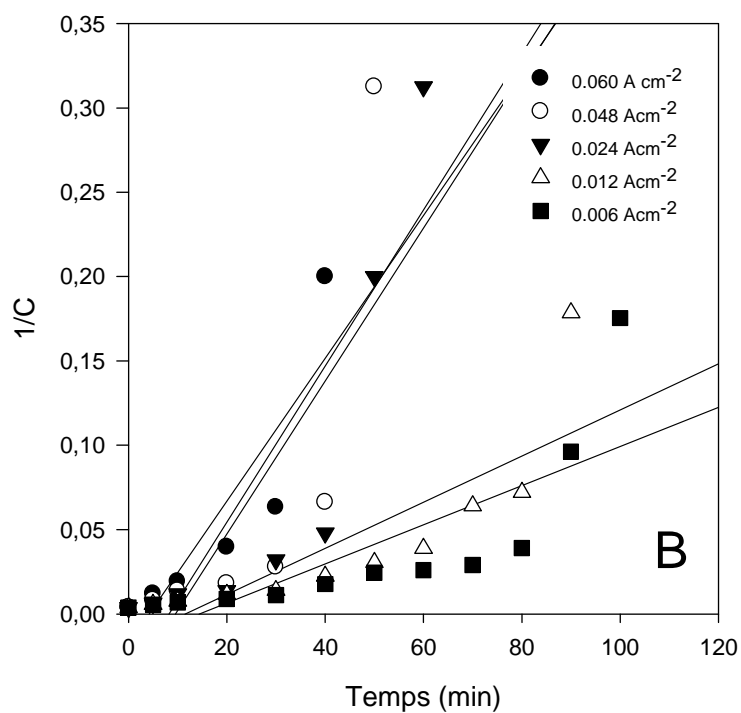 0,35
0,30
0,25
0,20
0,15
0,10
0,05
0,00
1/C
0.060 A cm-2
0.048 Acm-2
0.024 Acm-2
0.012 Acm-2
0.006 Acm-2
B
0 20 40 60 80 100 120
Temps (min)